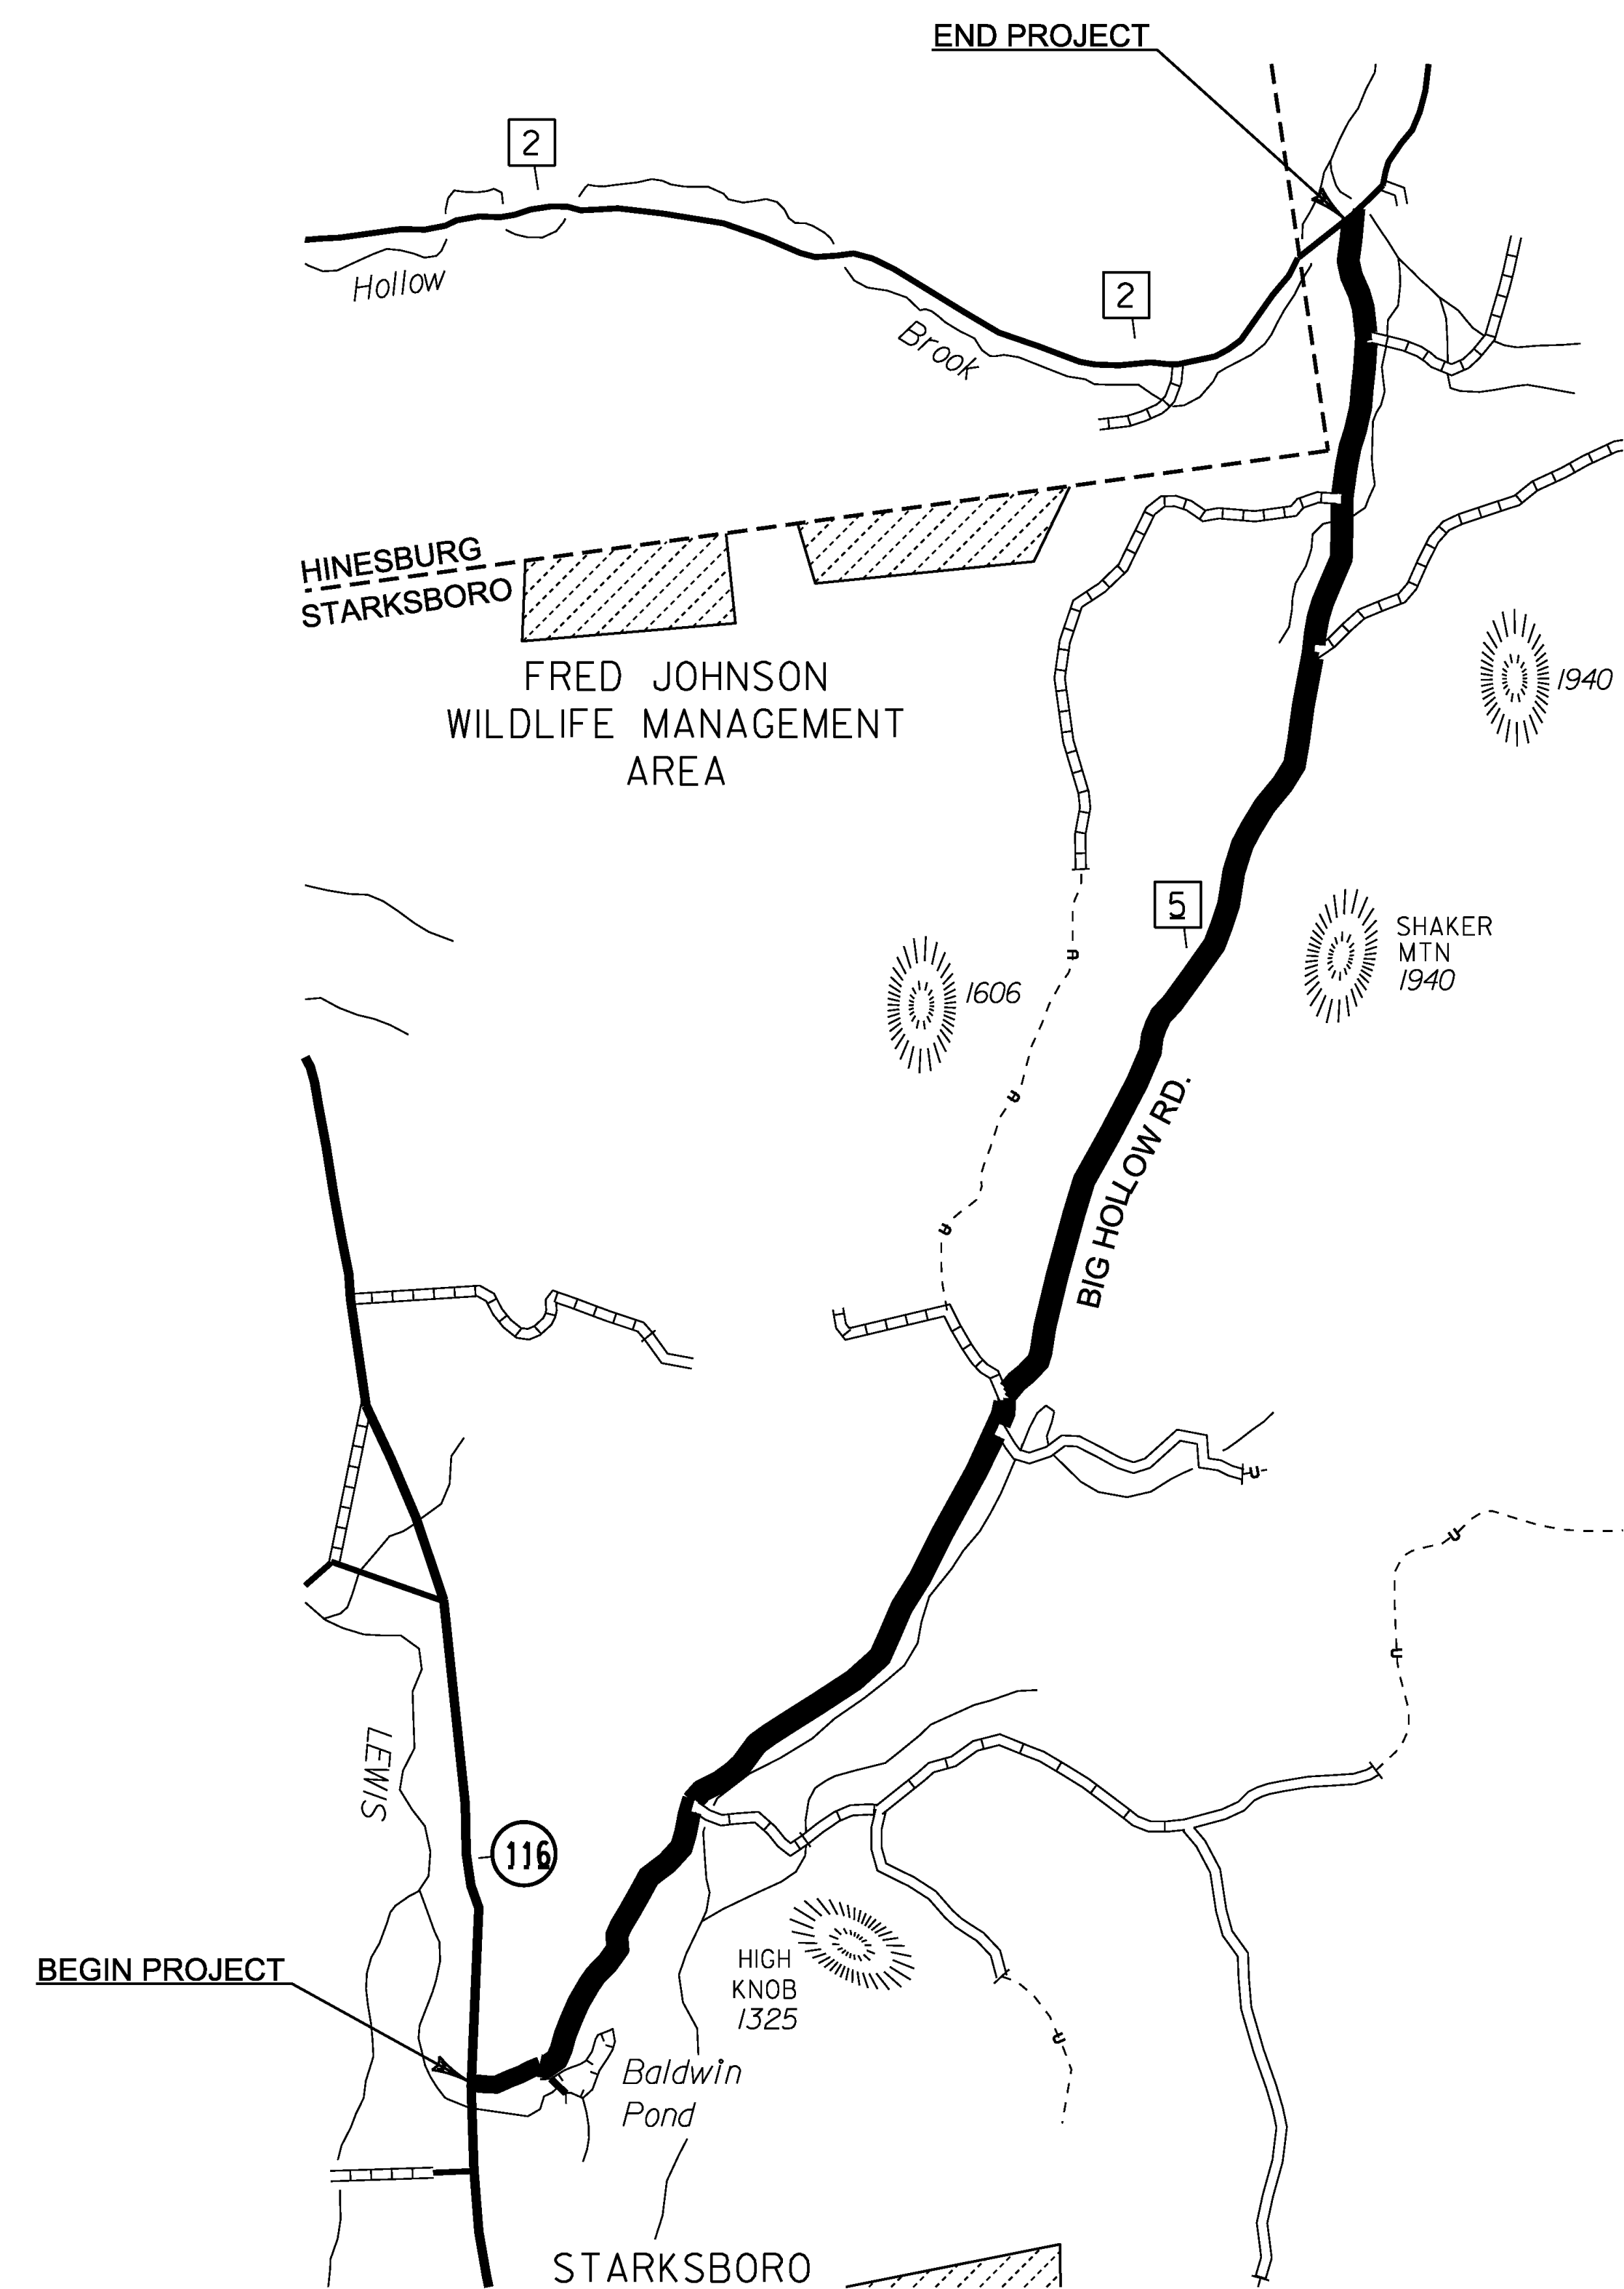 END PROJECT
2
Hollow
2
Brook
HINESBURG
STARKSBORO
FRED JOHNSON
WILDLIFE MANAGEMENT
AREA
1940
5
SHAKER
MTN
1940
1606
BIG HOLLOW RD.
LEWIS
116
BEGIN PROJECT
HIGH
KNOB
1325
Baldwin
Pond
STARKSBORO